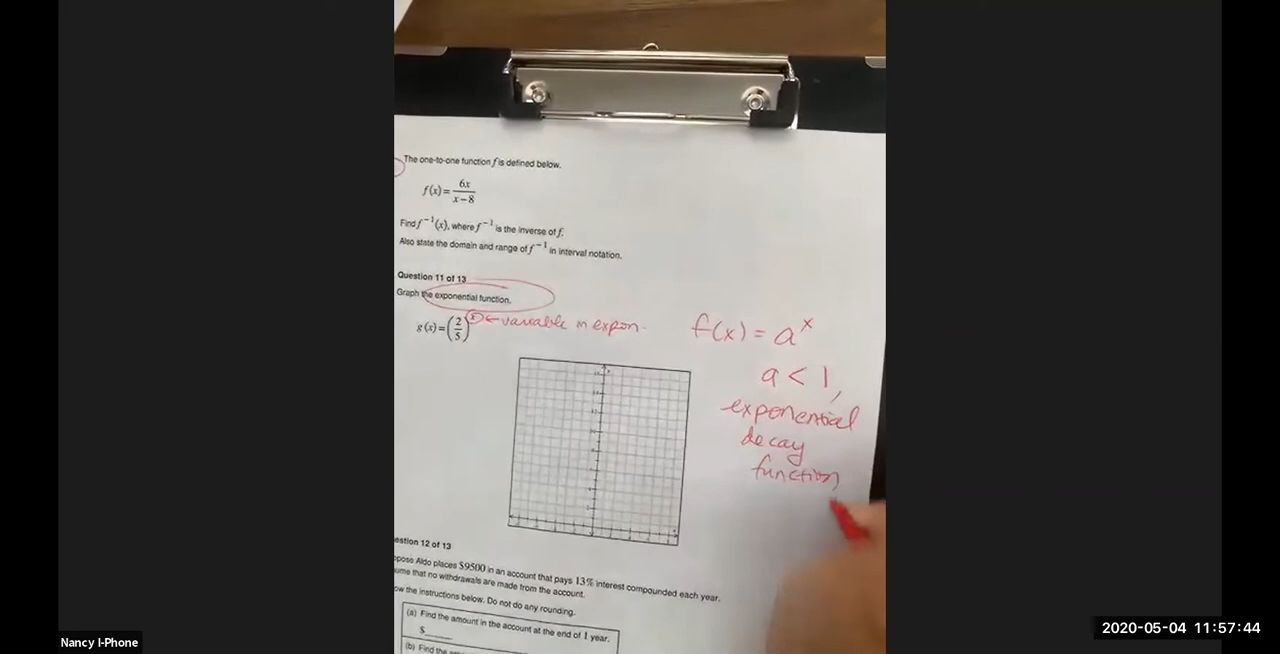 The one-to-one function f is defined below.
f(x)= 6x/(x−8)
Find f⁻¹(x), where f⁻¹ is the inverse of f.
Also state the domain and range of f⁻¹ in interval notation.
Question 11 of 13
Graph the exponential function.
g(x)=(2/5)^x ← variable in expon.
f(x) = a^x
a < 1,
exponential
decay
function
estion 12 of 13
ppose Aldo places $9500 in an account that pays 13% interest compounded each year.
ume that no withdrawals are made from the account.
ow the instructions below. Do not do any rounding.
(a) Find the amount in the account at the end of 1 year.
$
(b) Find the
Nancy I-Phone
2020-05-04 11:57:44